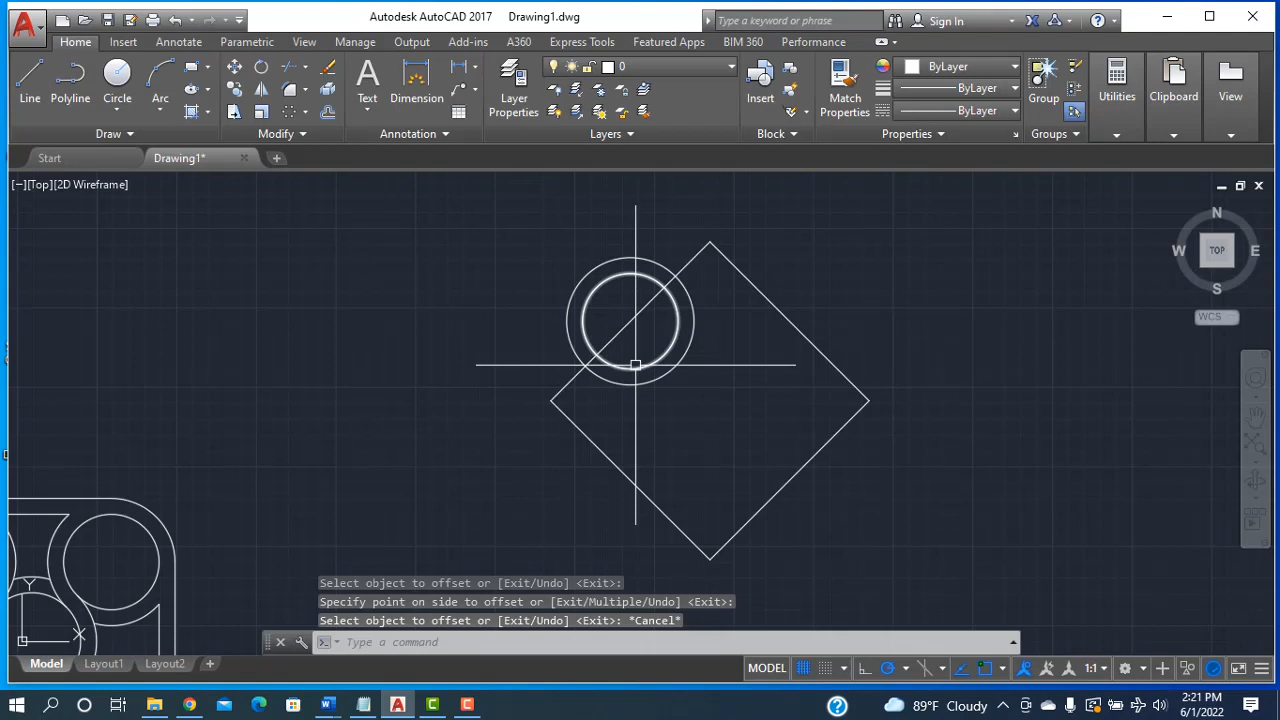 Autodesk AutoCAD 2017 Drawing1.dwg Type a keyword or phrase Sign In
Home Insert Annotate Parametric View Manage Output Add-ins A360 Express Tools Featured Apps BIM 360 Performance
0 ByLayer
ByLayer
ByLayer
Line Polyline Circle Arc Text Dimension Layer Properties Insert Match Properties Group Utilities Clipboard View
Draw Modify Annotation Layers Block Properties Groups
Start Drawing1* +
[−][Top][2D Wireframe]
N
W TOP E
S
WCS
Select object to offset or [Exit/Undo] <Exit>:
Specify point on side to offset or [Exit/Multiple/Undo] <Exit>:
Select object to offset or [Exit/Undo] <Exit>: *Cancel*
Y
X
Type a command
Model Layout1 Layout2 + MODEL 1:1
89°F Cloudy 2:21 PM
6/1/2022